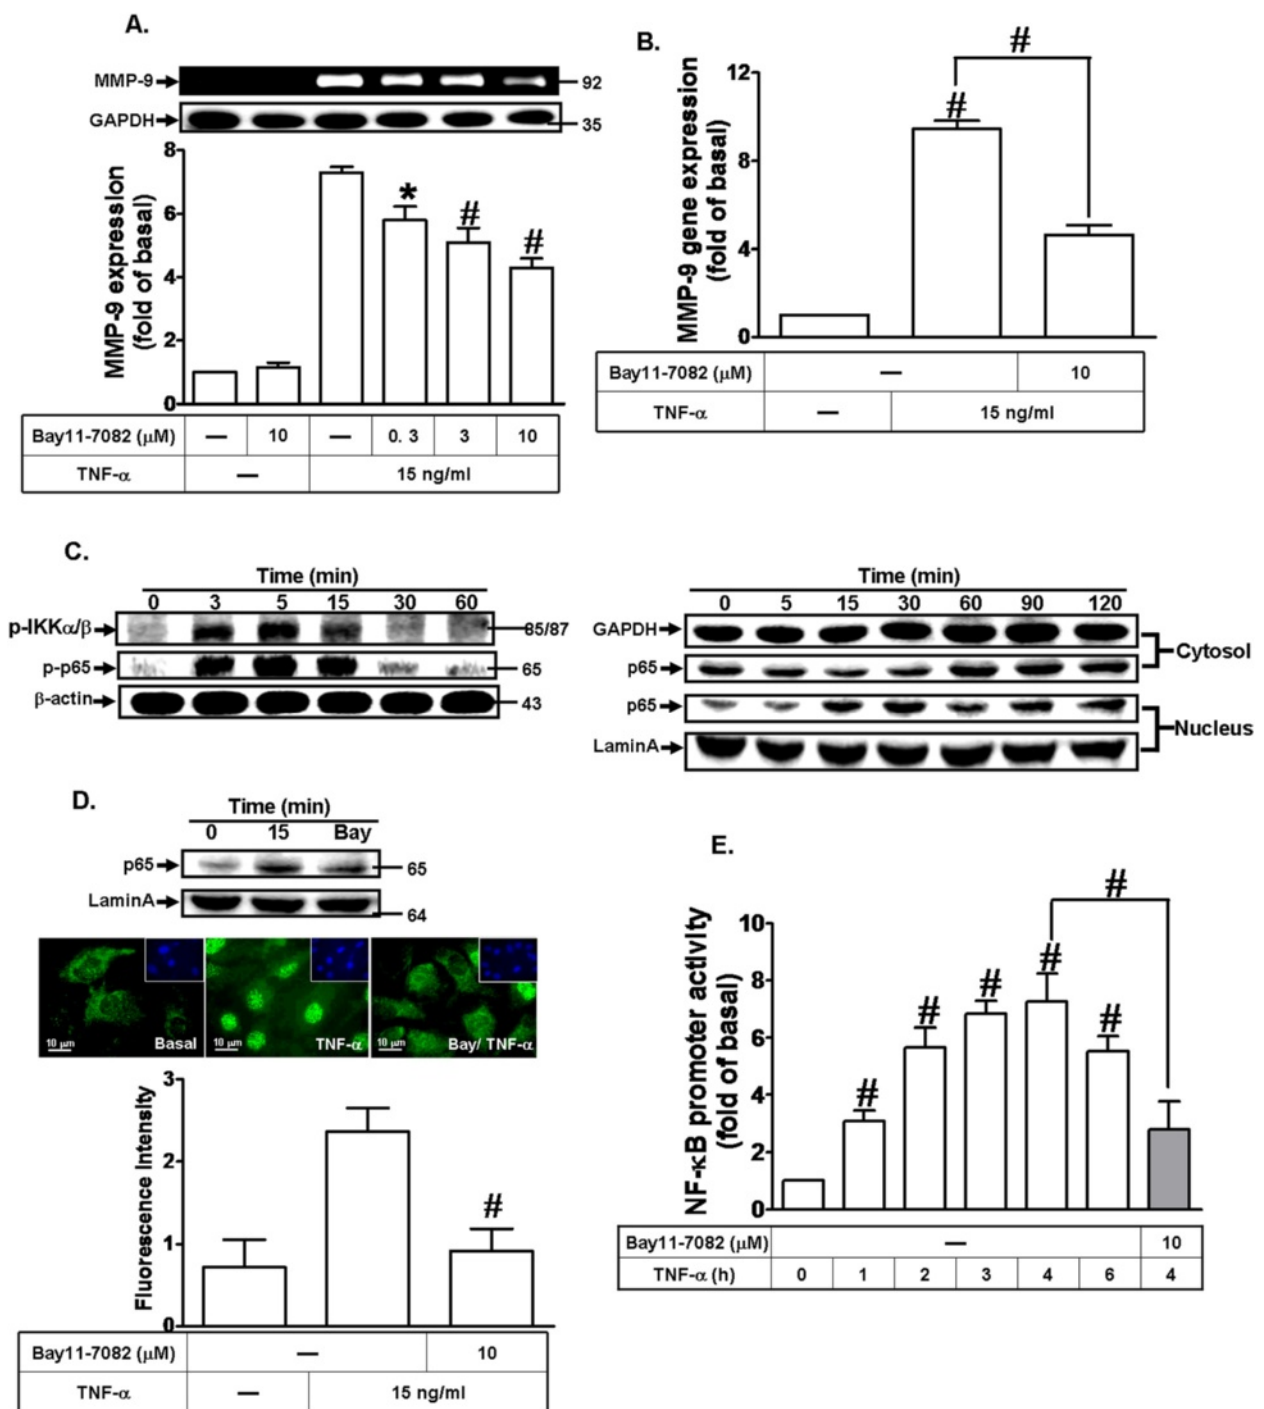 A.
MMP-9
92
GAPDH
35
8
6
4
2
0
MMP-9 expression
(fold of basal)
*
#
#
Bay11-7082 (μM) — 10 — 0. 3 3 10
TNF-α — 15 ng/ml
B.
#
12
8
4
0
MMP-9 gene expression
(fold of basal)
#
Bay11-7082 (μM) — 10
TNF-α — 15 ng/ml
C.
Time (min)
0 3 5 15 30 60
p-IKKα/β 85/87
p-p65 65
β-actin 43
Time (min)
0 5 15 30 60 90 120
GAPDH
p65
Cytosol
p65
LaminA
Nucleus
D.
Time (min)
0 15 Bay
p65 65
LaminA 64
10 μm Basal
10 μm TNF-α
10 μm Bay/ TNF-α
3
2
1
0
Fluorescence Intensity
#
Bay11-7082 (μM) — 10
TNF-α — 15 ng/ml
E.
#
10
8
6
4
2
0
NF-κB promoter activity
(fold of basal)
# # # # #
Bay11-7082 (μM) — 10
TNF-α (h) 0 1 2 3 4 6 4